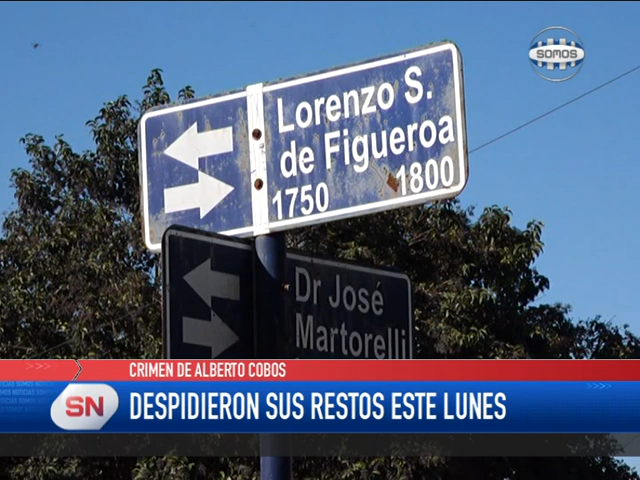 SOMOS
Lorenzo S.
de Figueroa
1750 1800
Dr José
Martorelli
CRIMEN DE ALBERTO COBOS
SN DESPIDIERON SUS RESTOS ESTE LUNES